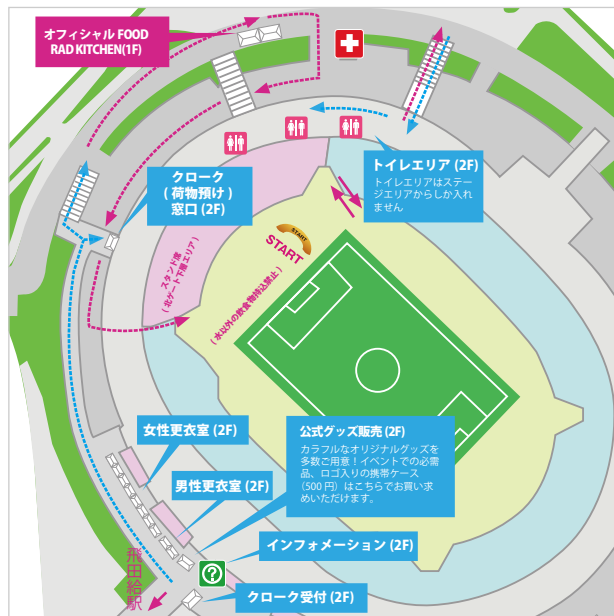 オフィシャル FOOD
RAD KITCHEN(1F)
クローク
( 荷物預け )
窓口 (2F)
トイレエリア (2F)
トイレエリアはステー
ジエリアからしか入れ
ません
START
START
スタンド席
( 北ゲート下層エリア )
( 水以外の飲食物持込禁止 )
女性更衣室 (2F)
男性更衣室 (2F)
公式グッズ販売 (2F)
カラフルなオリジナルグッズを
多数ご用意！イベントでの必需
品、ロゴ入りの携帯ケース
(500 円) はこちらでお買い求
めいただけます。
インフォメーション (2F)
?
クローク受付 (2F)
飛田給駅